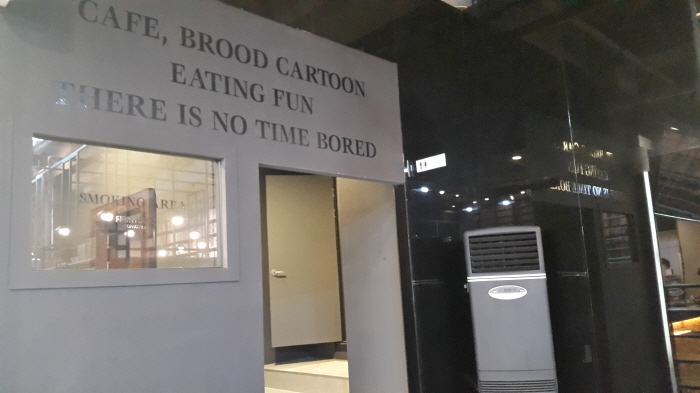 CAFE, BROOD CARTOON
EATING FUN
THERE IS NO TIME BORED
SMOKING AREA